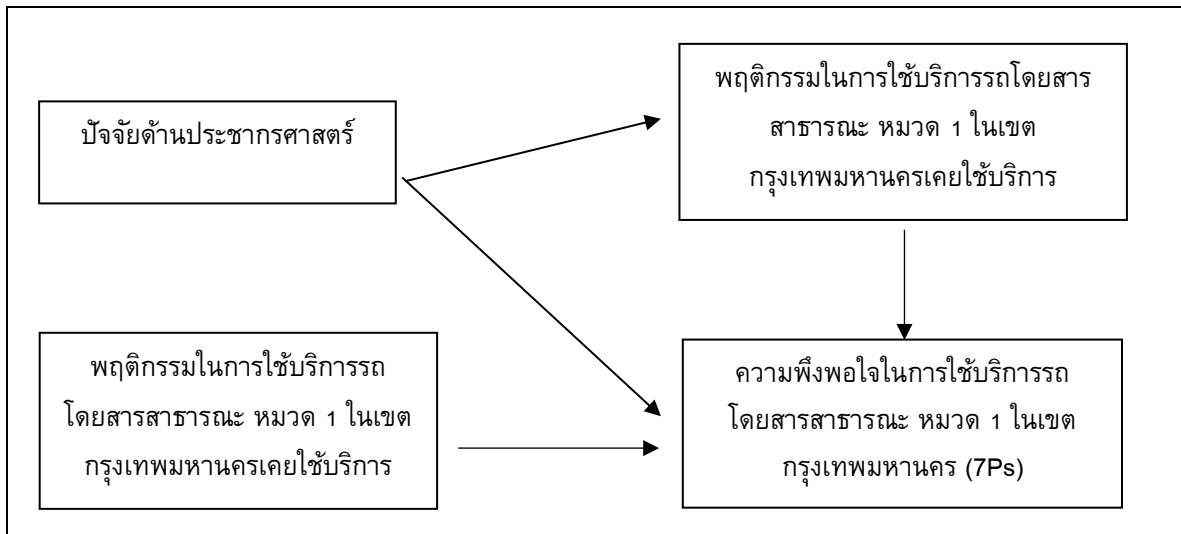 ปัจจัยด้านประชากรศาสตร์
พฤติกรรมในการใช้บริการรถโดยสาร
สาธารณะ หมวด 1 ในเขต
กรุงเทพมหานครเคยใช้บริการ
พฤติกรรมในการใช้บริการรถ
โดยสารสาธารณะ หมวด 1 ในเขต
กรุงเทพมหานครเคยใช้บริการ
ความพึงพอใจในการใช้บริการรถ
โดยสารสาธารณะ หมวด 1 ในเขต
กรุงเทพมหานคร (7Ps)